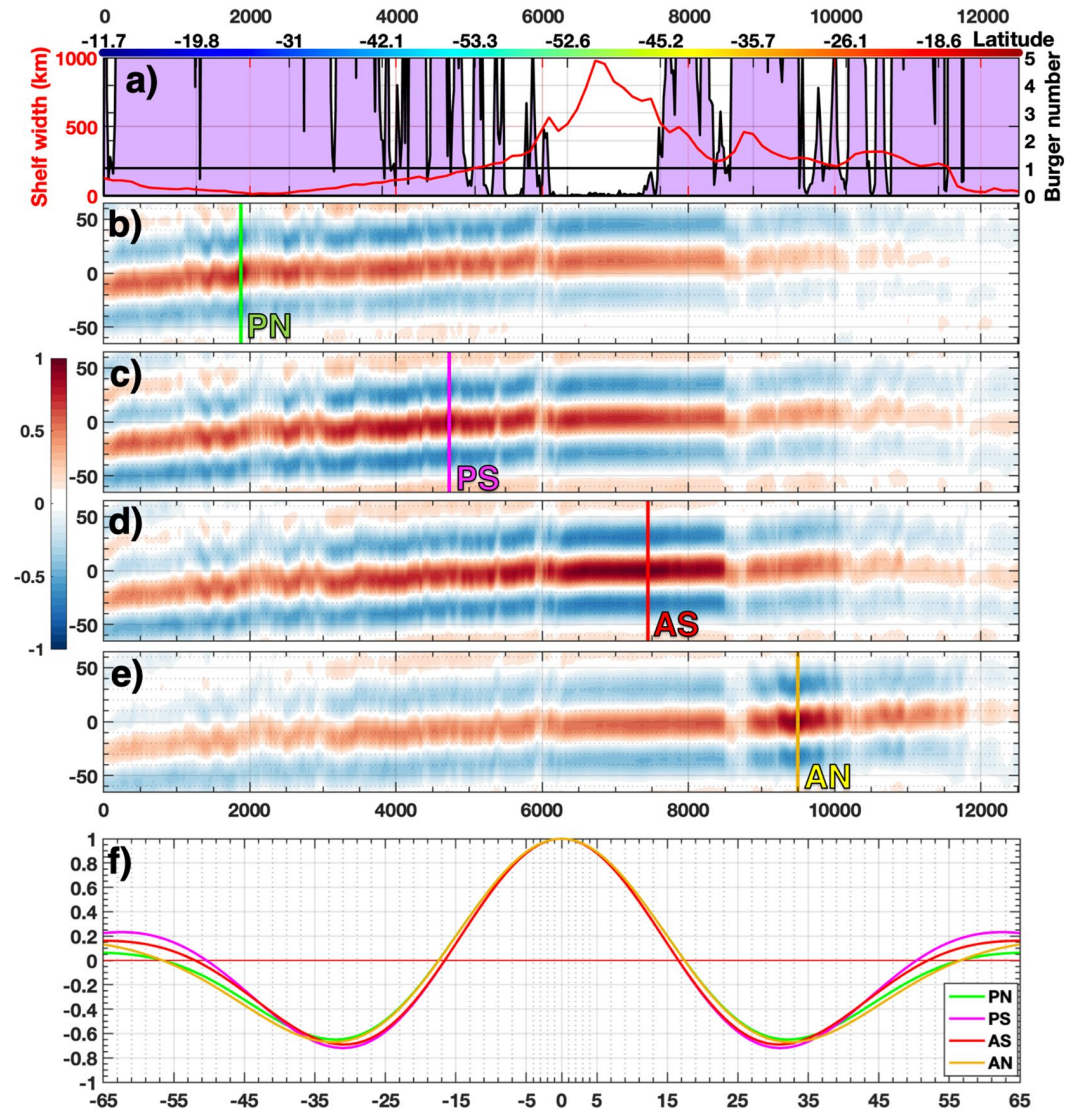 0 2000 4000 6000 8000 10000 12000
-11.7 -19.8 -31 -42.1 -53.3 -52.6 -45.2 -35.7 -26.1 -18.6 Latitude
a)
Shelf width (km)
1000
500
0
Burger number
5
4
3
2
1
0
b)
50
0
-50
PN
c)
50
0
-50
PS
1
0.5
0
-0.5
-1
d)
50
0
-50
AS
e)
50
0
-50
AN
0 2000 4000 6000 8000 10000 12000
f)
1
0.8
0.6
0.4
0.2
0
-0.2
-0.4
-0.6
-0.8
-1
PN
PS
AS
AN
-65 -55 -45 -35 -25 -15 -5 0 5 15 25 35 45 55 65